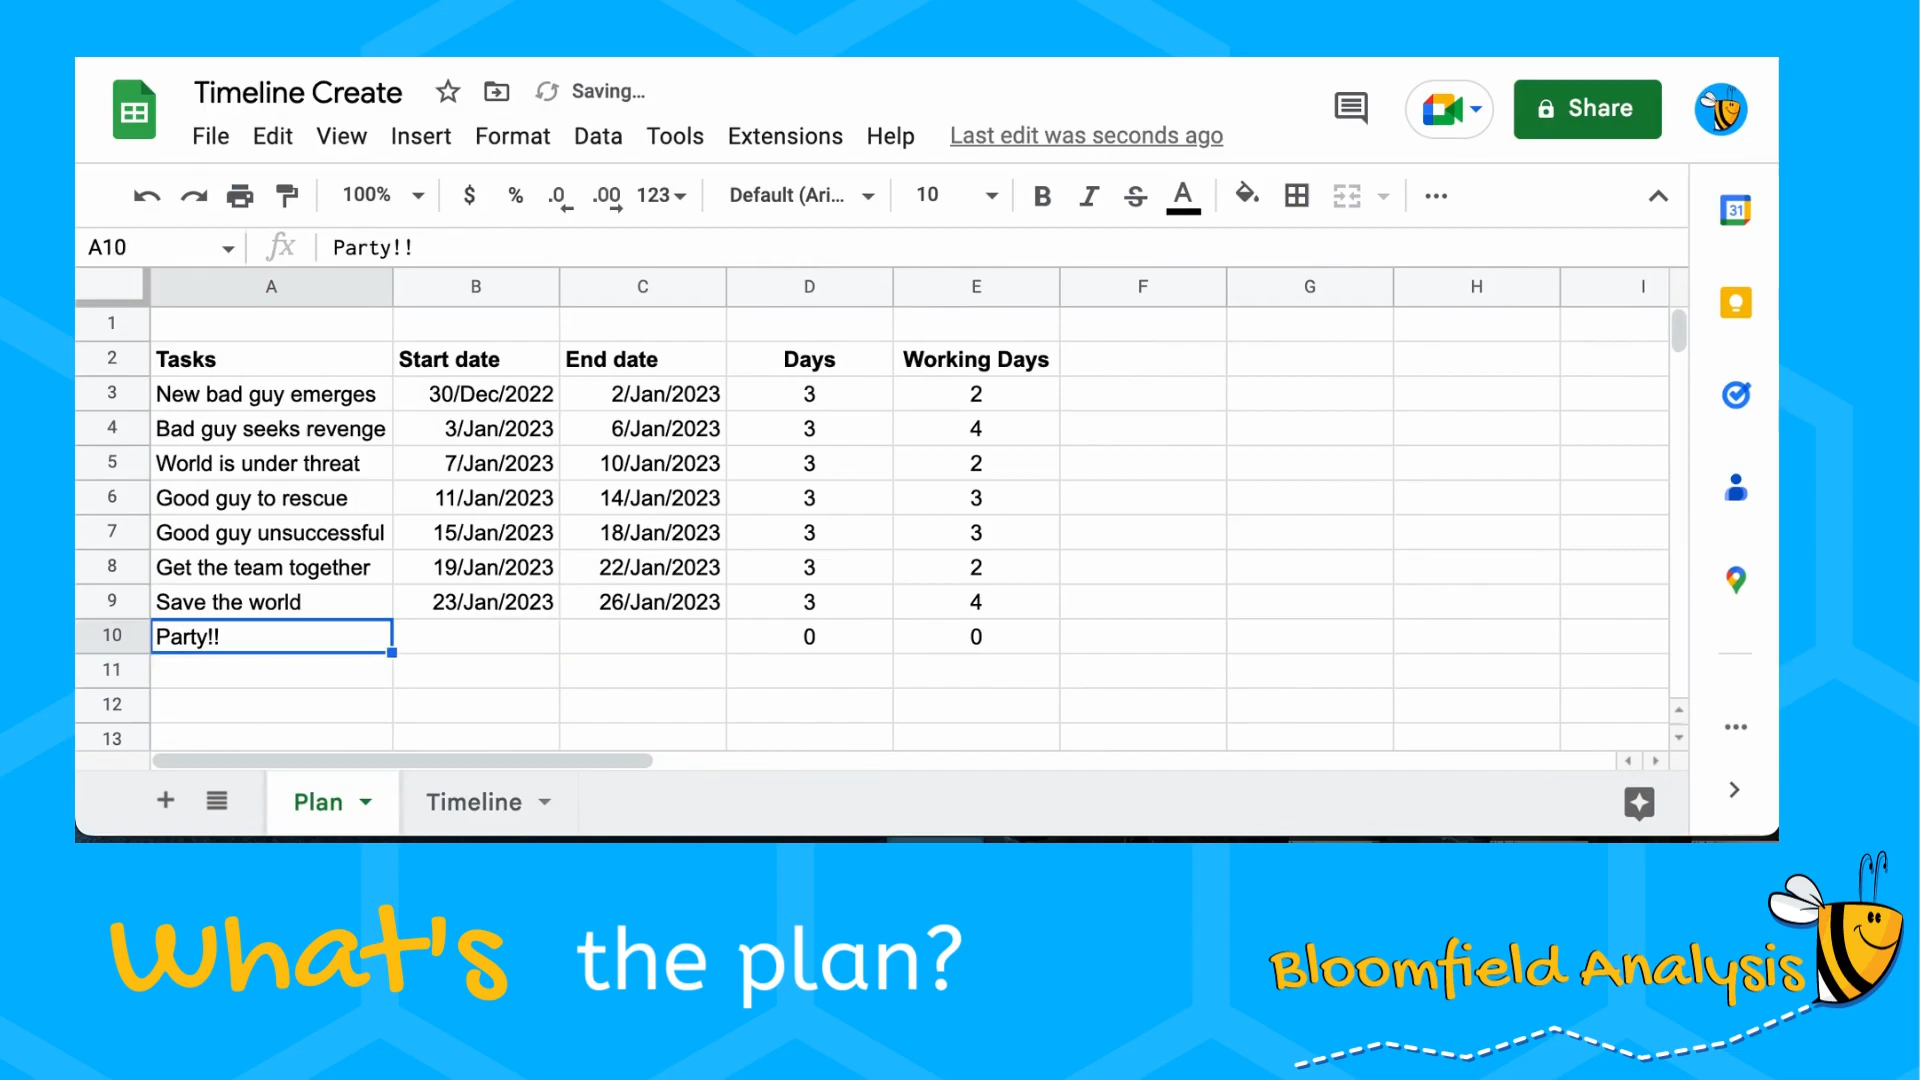 Timeline Create Saving...
File Edit View Insert Format Data Tools Extensions Help Last edit was seconds ago
Share
100% $ % .0 .00 123 Default (Ari... 10 B I S A
31
A10 fx Party!!
A B C D E F G H I
1
2 Tasks Start date End date Days Working Days
3 New bad guy emerges 30/Dec/2022 2/Jan/2023 3 2
4 Bad guy seeks revenge 3/Jan/2023 6/Jan/2023 3 4
5 World is under threat 7/Jan/2023 10/Jan/2023 3 2
6 Good guy to rescue 11/Jan/2023 14/Jan/2023 3 3
7 Good guy unsuccessful 15/Jan/2023 18/Jan/2023 3 3
8 Get the team together 19/Jan/2023 22/Jan/2023 3 2
9 Save the world 23/Jan/2023 26/Jan/2023 3 4
10 Party!! 0 0
11
12
13
Plan Timeline
What's the plan?
Bloomfield Analysis